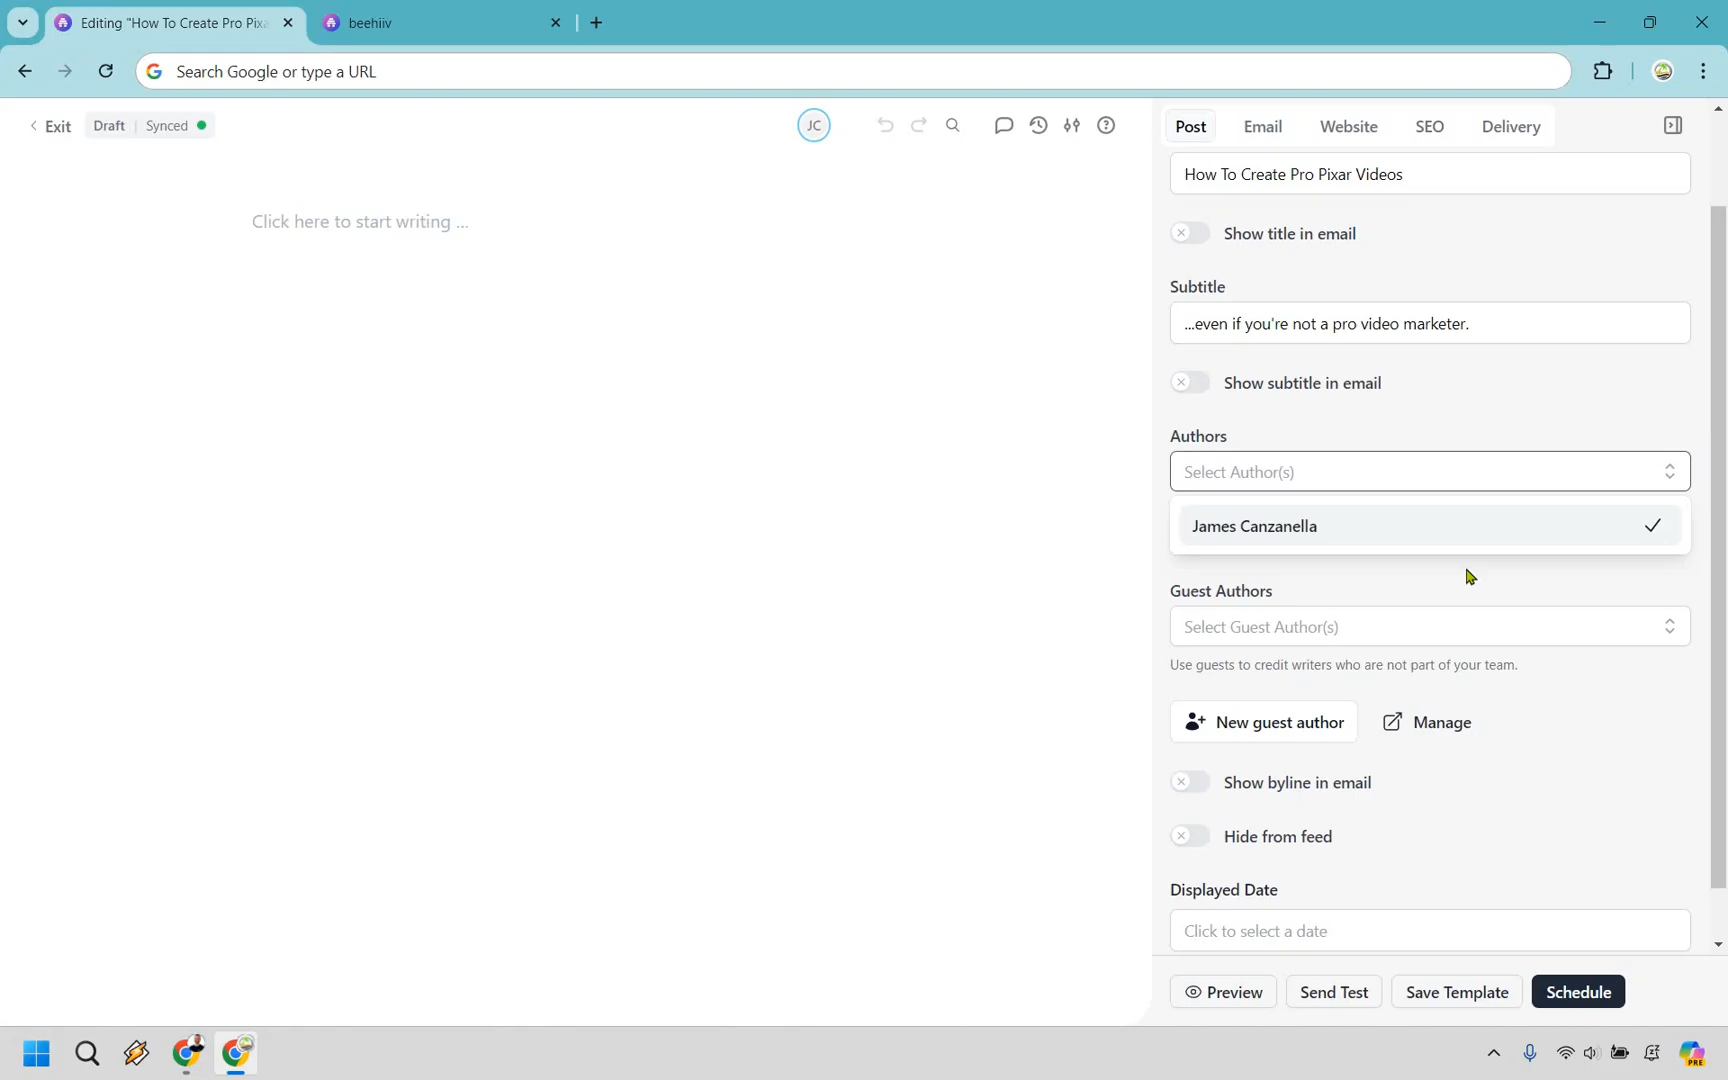 Editing "How To Create Pro Pixa
beehiiv
Search Google or type a URL
Exit
Draft
Synced
JC
Post
Email
Website
SEO
Delivery
How To Create Pro Pixar Videos
Click here to start writing ...
Show title in email
Subtitle
...even if you're not a pro video marketer.
Show subtitle in email
Authors
Select Author(s)
James Canzanella
Guest Authors
Select Guest Author(s)
Use guests to credit writers who are not part of your team.
New guest author
Manage
Show byline in email
Hide from feed
Displayed Date
Click to select a date
Preview
Send Test
Save Template
Schedule
PRE